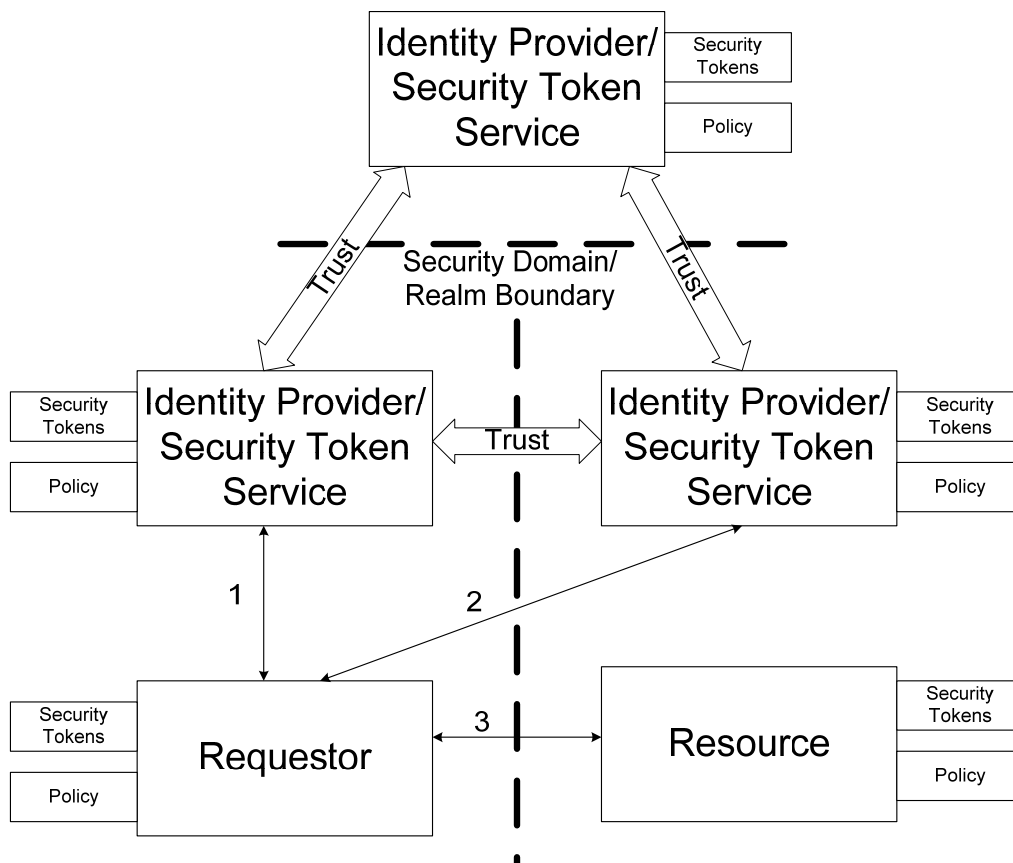 Identity Provider/
Security Token
Service
Security
Tokens
Policy
Trust
Trust
Security Domain/
Realm Boundary
Security
Tokens
Policy
Identity Provider/
Security Token
Service
Trust
Identity Provider/
Security Token
Service
Security
Tokens
Policy
1
2
Security
Tokens
Policy
Requestor
3
Resource
Security
Tokens
Policy